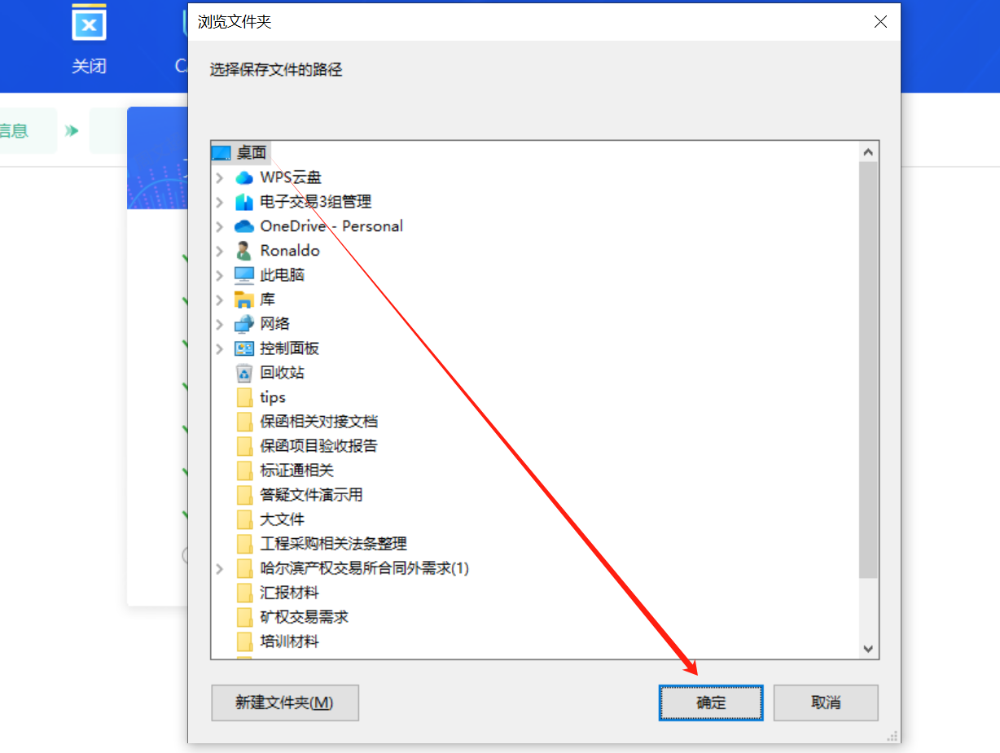 浏览文件夹
关闭
选择保存文件的路径
信息
桌面
WPS云盘
电子交易3组管理
OneDrive - Personal
Ronaldo
此电脑
库
网络
控制面板
回收站
tips
保函相关对接文档
保函项目验收报告
标证通相关
答疑文件演示用
大文件
工程采购相关法条整理
哈尔滨产权交易所合同外需求(1)
汇报材料
矿权交易需求
培训材料
新建文件夹(M)
确定
取消